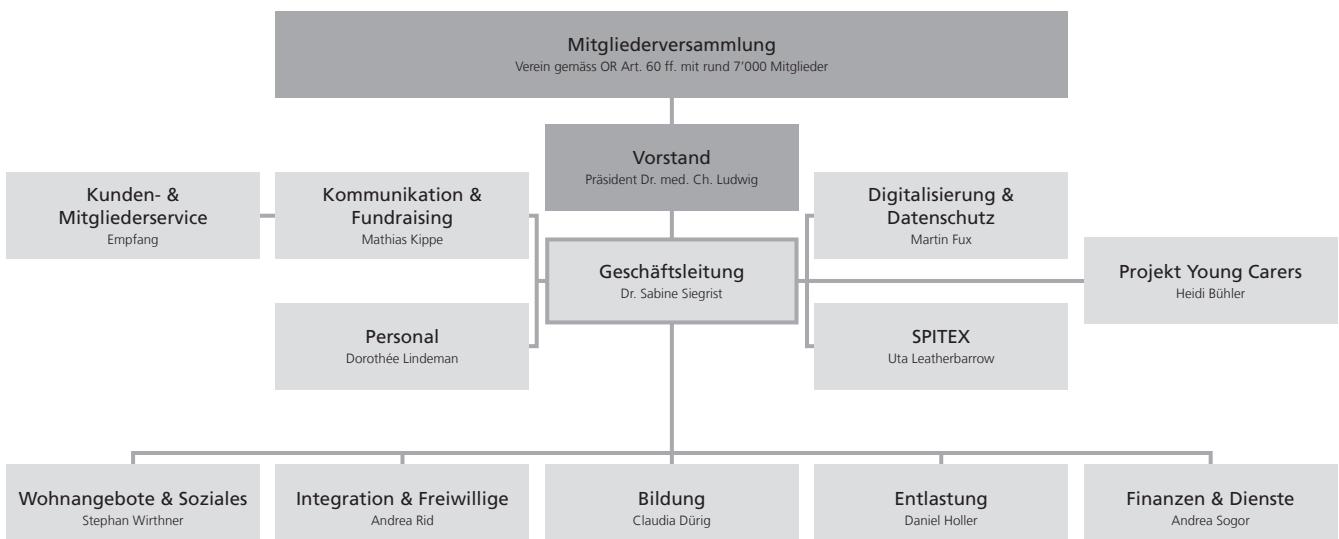 Mitgliederversammlung
Verein gemäss OR Art. 60 ff. mit rund 7’000 Mitglieder
Vorstand
Präsident Dr. med. Ch. Ludwig
Kunden- &
Mitgliederservice
Empfang
Kommunikation &
Fundraising
Mathias Kippe
Digitalisierung &
Datenschutz
Martin Fux
Geschäftsleitung
Dr. Sabine Siegrist
Projekt Young Carers
Heidi Bühler
Personal
Dorothée Lindeman
SPITEX
Uta Leatherbarrow
Wohnangebote & Soziales
Stephan Wirthner
Integration & Freiwillige
Andrea Rid
Bildung
Claudia Dürig
Entlastung
Daniel Holler
Finanzen & Dienste
Andrea Sogor